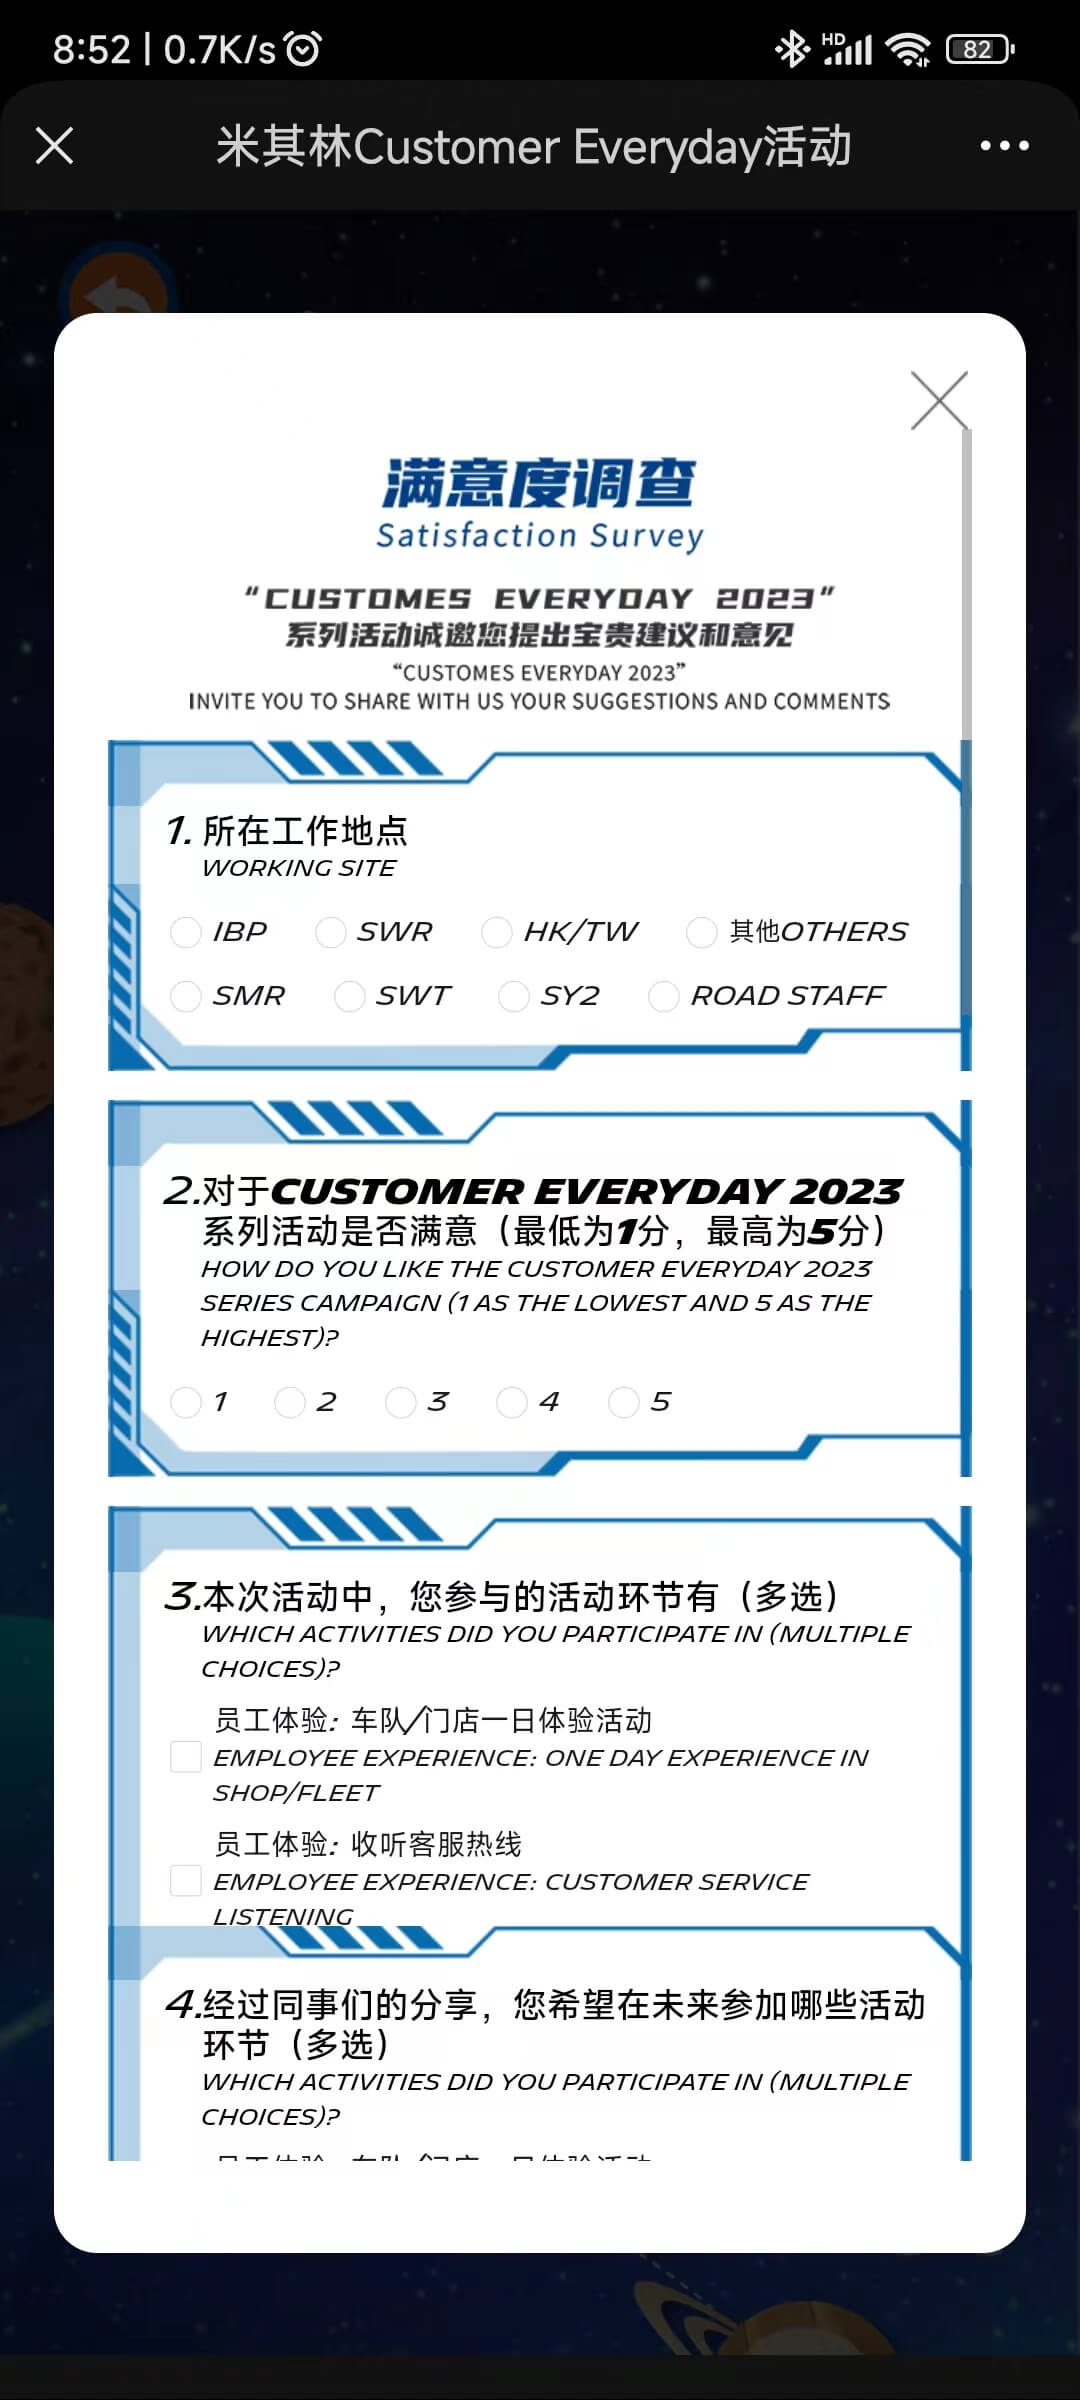 8:52 | 0.7K/s
HD
82
米其林Customer Everyday活动
满意度调查
Satisfaction Survey
“CUSTOMES EVERYDAY 2023”
系列活动诚邀您提出宝贵建议和意见
“CUSTOMES EVERYDAY 2023”
INVITE YOU TO SHARE WITH US YOUR SUGGESTIONS AND COMMENTS
1. 所在工作地点
WORKING SITE
IBP SWR HK/TW 其他OTHERS
SMR SWT SY2 ROAD STAFF
2.对于CUSTOMER EVERYDAY 2023
系列活动是否满意（最低为1分，最高为5分）
HOW DO YOU LIKE THE CUSTOMER EVERYDAY 2023
SERIES CAMPAIGN (1 AS THE LOWEST AND 5 AS THE
HIGHEST)?
1 2 3 4 5
3.本次活动中，您参与的活动环节有（多选）
WHICH ACTIVITIES DID YOU PARTICIPATE IN (MULTIPLE
CHOICES)?
员工体验: 车队/门店一日体验活动
EMPLOYEE EXPERIENCE: ONE DAY EXPERIENCE IN
SHOP/FLEET
员工体验: 收听客服热线
EMPLOYEE EXPERIENCE: CUSTOMER SERVICE
LISTENING
4.经过同事们的分享，您希望在未来参加哪些活动
环节（多选）
WHICH ACTIVITIES DID YOU PARTICIPATE IN (MULTIPLE
CHOICES)?